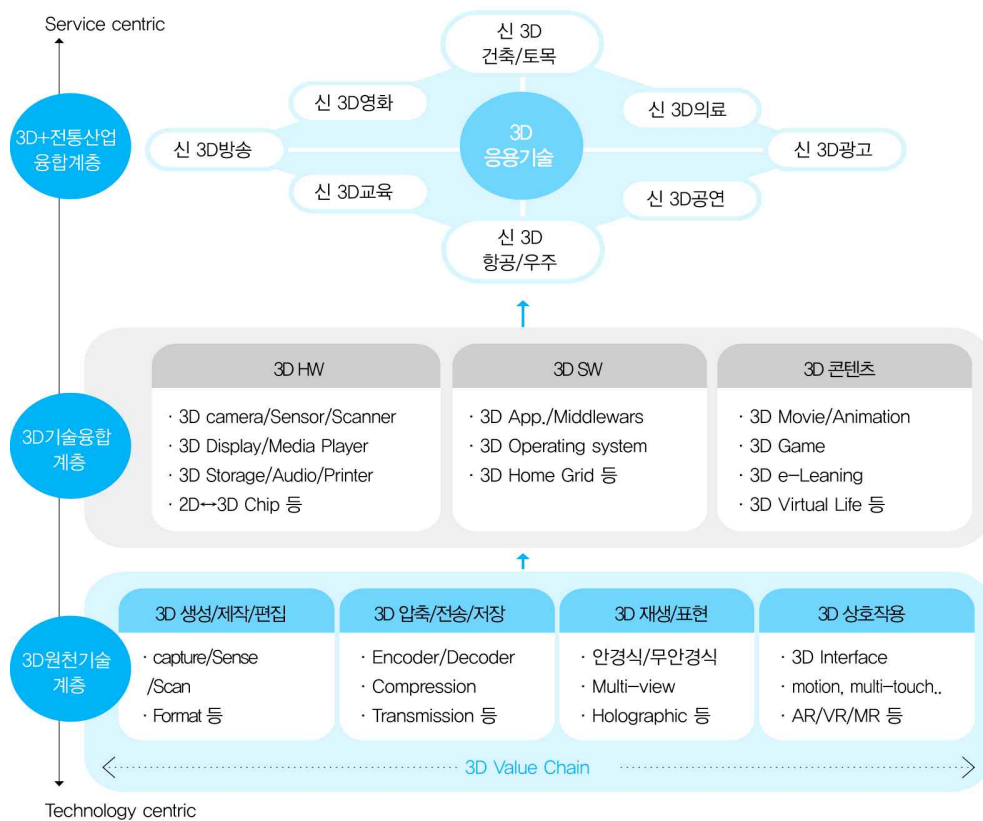 Service centric
3D+전통산업
융합계층
신 3D
건축/토목
신 3D영화
신 3D의료
신 3D방송
3D
응용기술
신 3D광고
신 3D교육
신 3D공연
신 3D
항공/우주
3D기술융합
계층
3D HW
· 3D camera/Sensor/Scanner
· 3D Display/Media Player
· 3D Storage/Audio/Printer
· 2D↔3D Chip 등
3D SW
· 3D App./Middlewars
· 3D Operating system
· 3D Home Grid 등
3D 콘텐츠
· 3D Movie/Animation
· 3D Game
· 3D e-Leaning
· 3D Virtual Life 등
3D원천기술
계층
3D 생성/제작/편집
· capture/Sense
/Scan
· Format 등
3D 압축/전송/저장
· Encoder/Decoder
· Compression
· Transmission 등
3D 재생/표현
· 안경식/무안경식
· Multi-view
· Holographic 등
3D 상호작용
· 3D Interface
· motion, multi-touch..
· AR/VR/MR 등
3D Value Chain
Technology centric